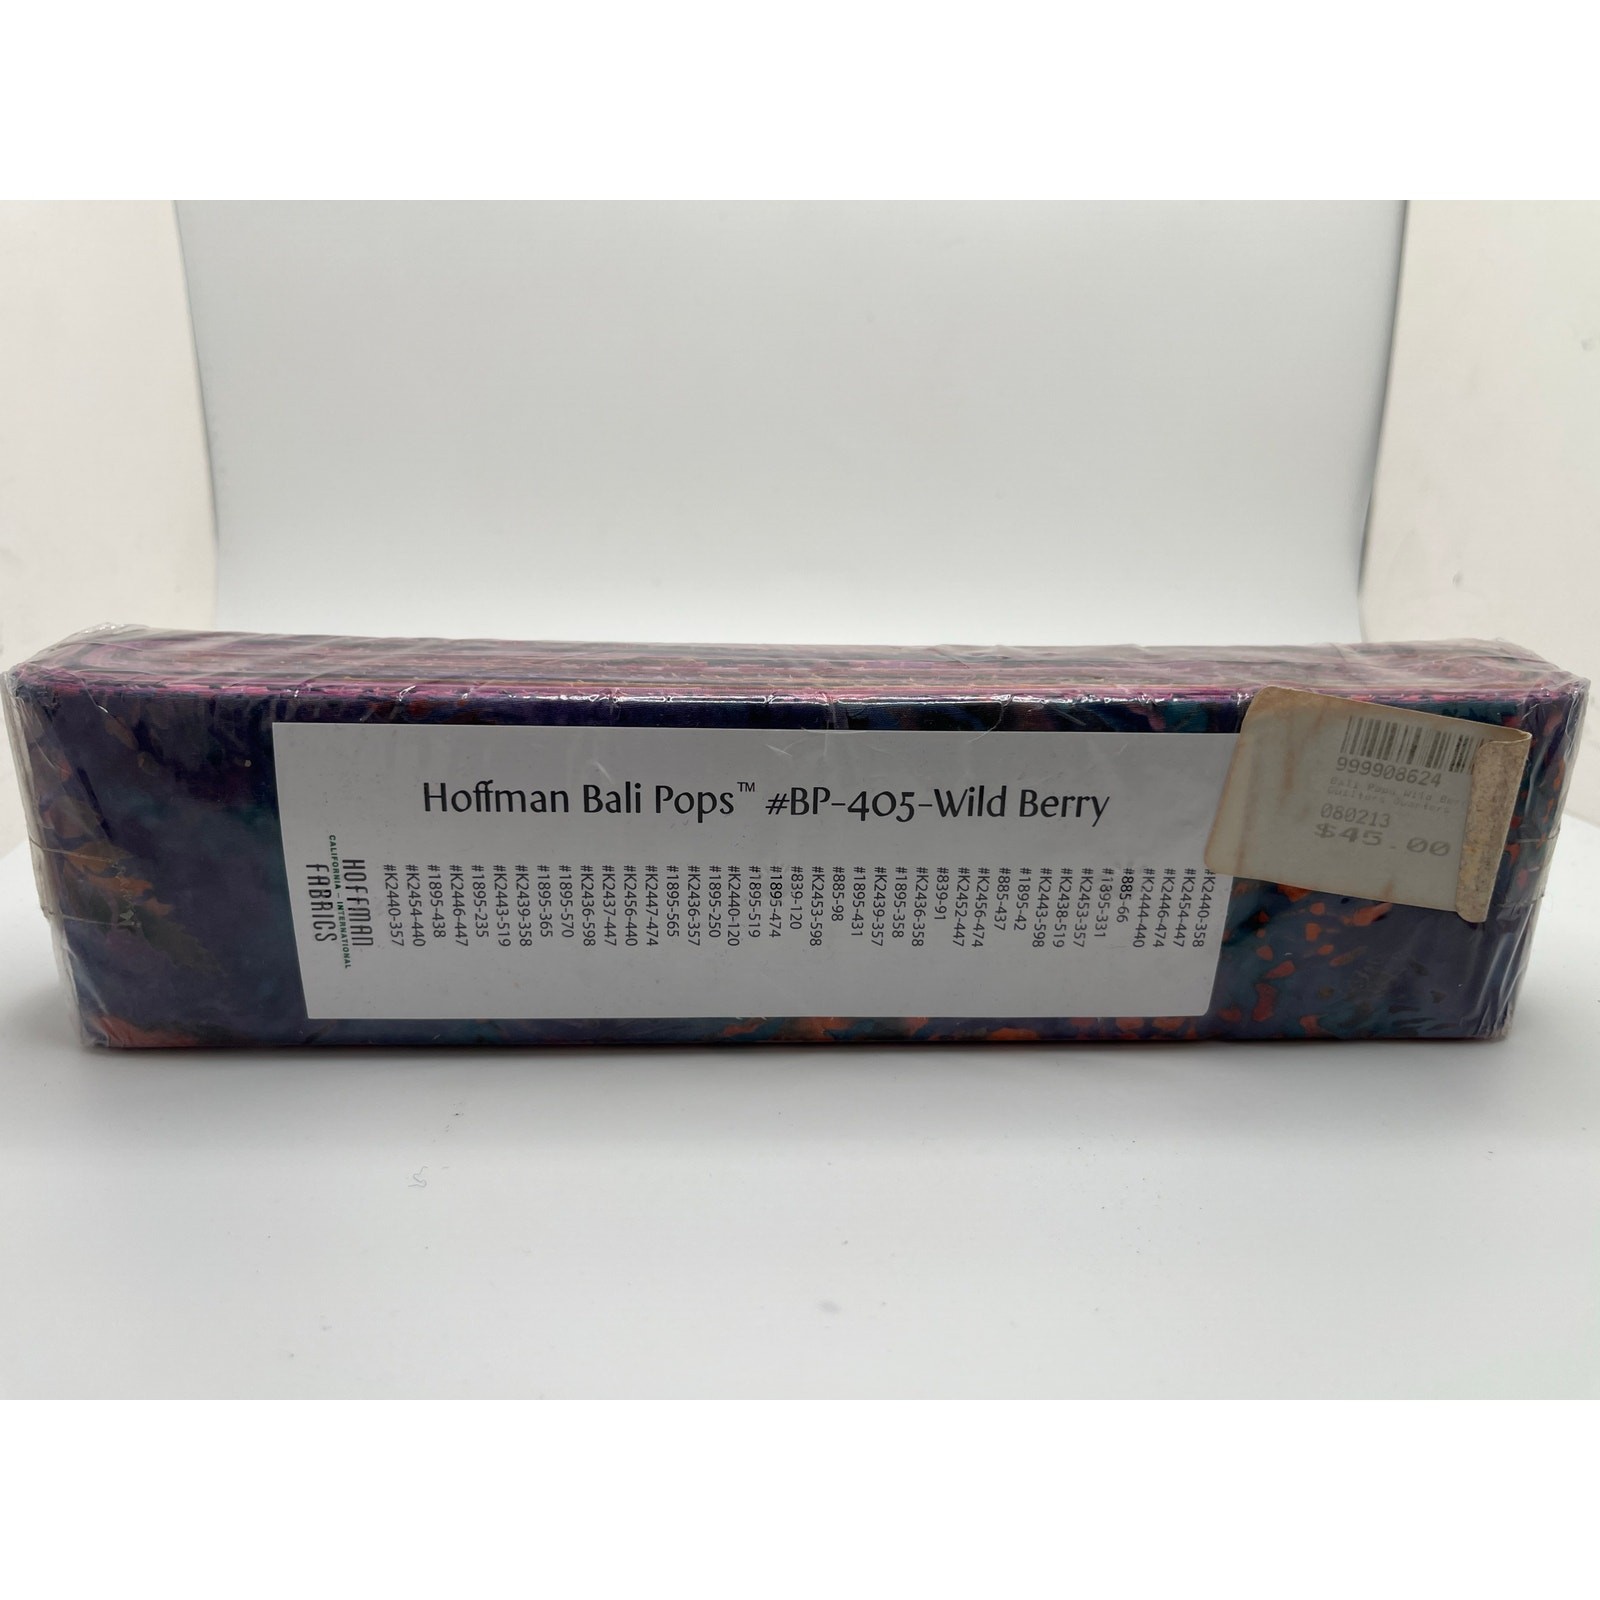 Hoffman Bali Pops™ #BP-405-Wild Berry
HOFFMAN
CALIFORNIA – INTERNATIONAL
FABRICS
#K2440-357
#K2454-440
#1895-438
#K2446-447
#1895-235
#K2443-519
#K2439-358
#1895-365
#1895-570
#K2436-598
#K2437-447
#K2456-440
#K2447-474
#1895-565
#K2436-357
#1895-250
#K2440-120
#1895-519
#1895-474
#839-120
#K2453-598
#885-98
#1895-431
#K2439-357
#1895-358
#K2436-358
#839-91
#K2452-447
#K2456-474
#885-437
#1895-42
#K2443-598
#K2438-519
#K2453-357
#1895-331
#885-66
#K2444-440
#K2446-474
#K2454-447
#K2440-358
999908624
Bali Pops Wild Ber
080213
$45.00